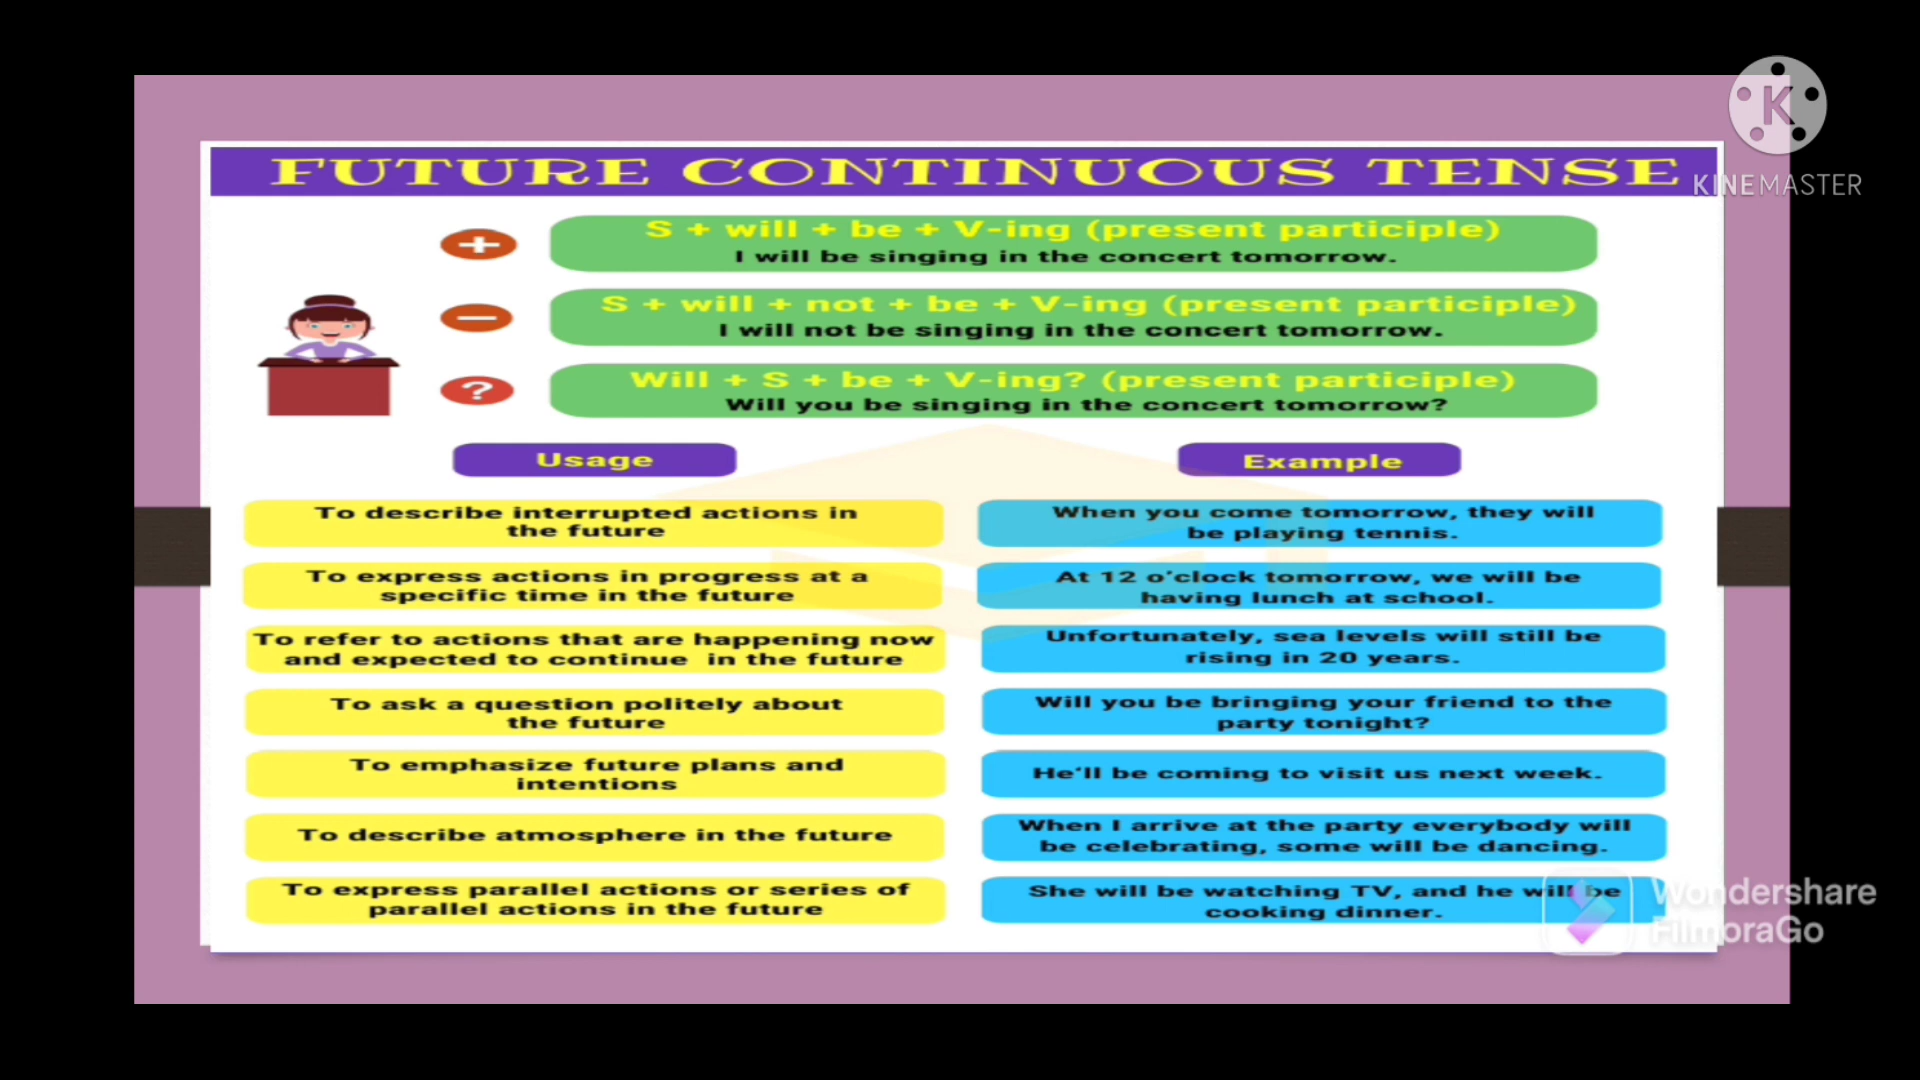 K
KINEMASTER
FUTURE CONTINUOUS TENSE
+
S + will + be + V-ing (present participle)
I will be singing in the concert tomorrow.
−
S + will + not + be + V-ing (present participle)
I will not be singing in the concert tomorrow.
?
Will + S + be + V-ing? (present participle)
Will you be singing in the concert tomorrow?
Usage
Example
To describe interrupted actions in
the future
When you come tomorrow, they will
be playing tennis.
To express actions in progress at a
specific time in the future
At 12 o'clock tomorrow, we will be
having lunch at school.
To refer to actions that are happening now
and expected to continue in the future
Unfortunately, sea levels will still be
rising in 20 years.
To ask a question politely about
the future
Will you be bringing your friend to the
party tonight?
To emphasize future plans and
intentions
He'll be coming to visit us next week.
To describe atmosphere in the future
When I arrive at the party everybody will
be celebrating, some will be dancing.
To express parallel actions or series of
parallel actions in the future
She will be watching TV, and he will be
cooking dinner.
Wondershare
FilmoraGo